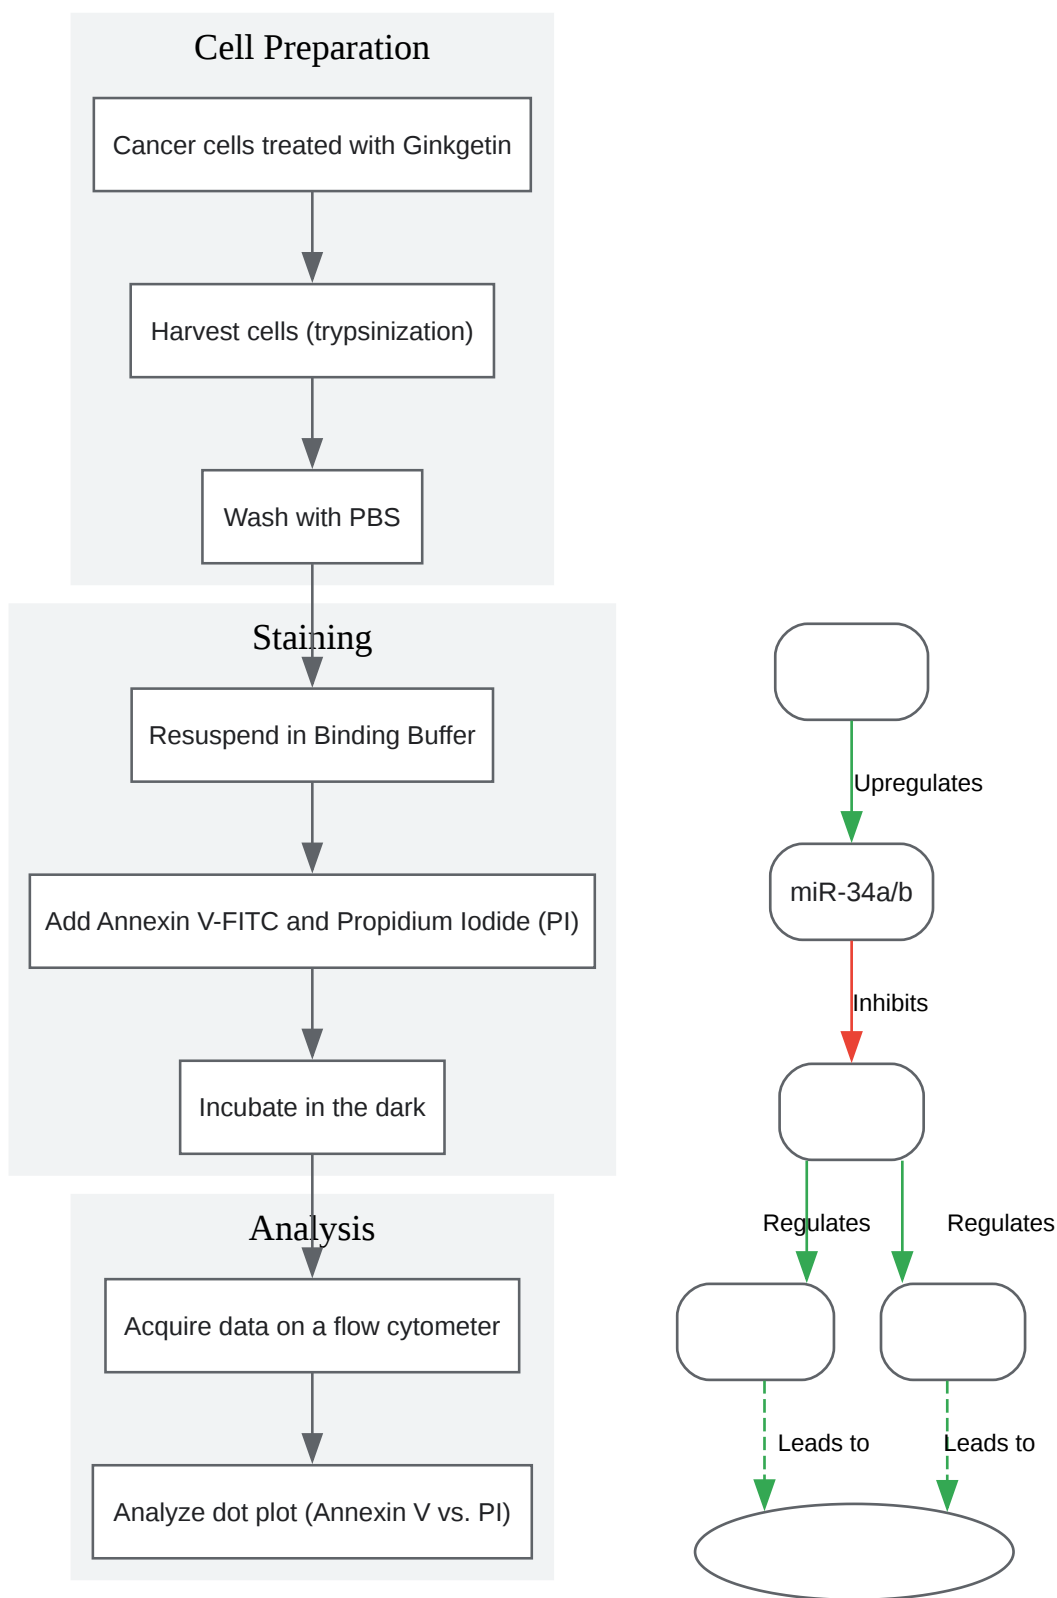 Cell Preparation
Cancer cells treated with Ginkgetin
Harvest cells (trypsinization)
Wash with PBS
Staining
Resuspend in Binding Buffer
Add Annexin V-FITC and Propidium Iodide (PI)
Incubate in the dark
Analysis
Acquire data on a flow cytometer
Analyze dot plot (Annexin V vs. PI)
Upregulates
miR-34a/b
Inhibits
Regulates
Regulates
Leads to
Leads to